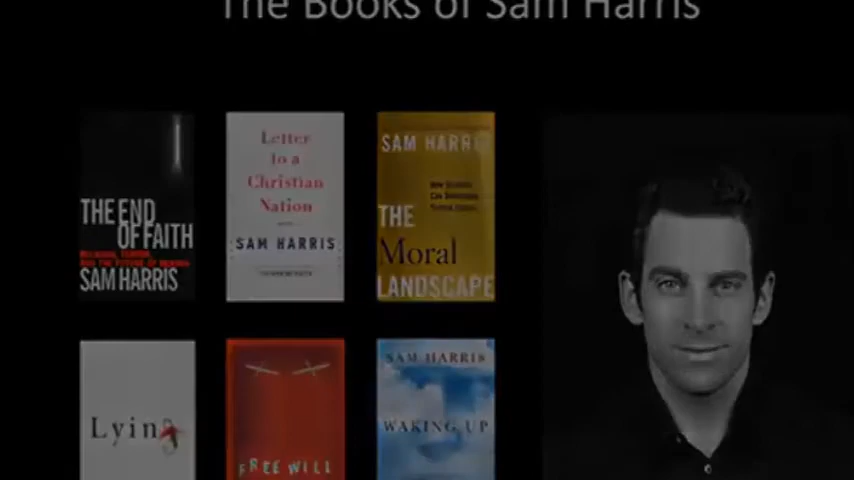 The Books of Sam Harris
THE END
OF FAITH
SAM HARRIS
Letter
to a
Christian
Nation
SAM HARRIS
SAM HARRIS
THE
Moral
LANDSCAPE
Lying
FREE WILL
SAM HARRIS
WAKING UP